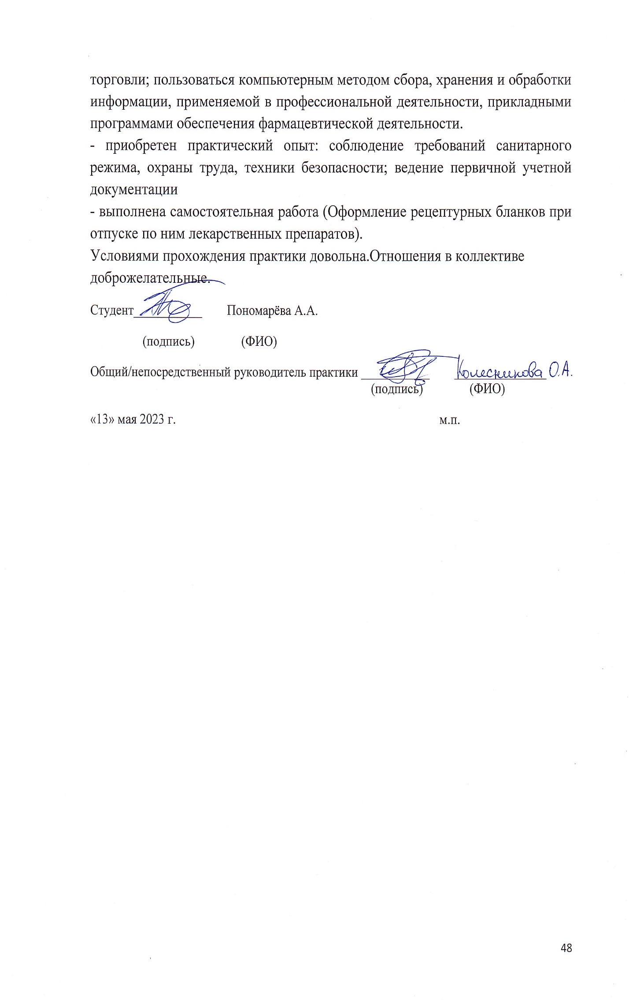 торговли; пользоваться компьютерным методом сбора, хранения и обработки
информации, применяемой в профессиональной деятельности, прикладными
программами обеспечения фармацевтической деятельности.
- приобретен практический опыт: соблюдение требований санитарного
режима, охраны труда, техники безопасности; ведение первичной учетной
документации
- выполнена самостоятельная работа (Оформление рецептурных бланков при
отпуске по ним лекарственных препаратов).
Условиями прохождения практики довольна.Отношения в коллективе
доброжелательные.
Студент____________ Пономарёва А.А.
(подпись) (ФИО)
Общий/непосредственный руководитель практики ____________ Колесникова О.А.
(подпись) (ФИО)
«13» мая 2023 г. м.п.
48